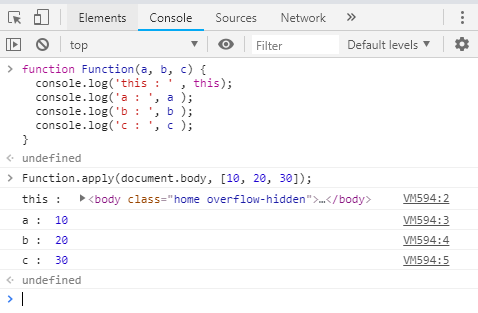 Elements Console Sources Network »
top ▼ Filter Default levels ▼
> function Function(a, b, c) {
console.log('this : ' , this);
console.log('a : ', a );
console.log('b : ', b );
console.log('c : ', c );
}
undefined
> Function.apply(document.body, [10, 20, 30]);
this : ▶<body class="home overflow-hidden">…</body> VM594:2
a : 10 VM594:3
b : 20 VM594:4
c : 30 VM594:5
undefined
>